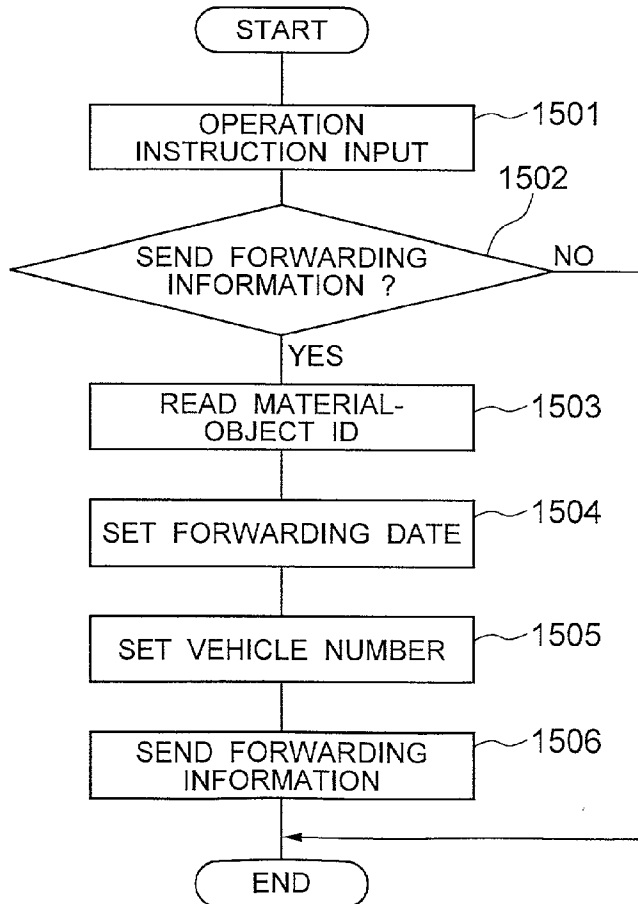 START
OPERATION
INSTRUCTION INPUT
1501
1502
SEND FORWARDING
INFORMATION ?
NO
YES
READ MATERIAL-
OBJECT ID
1503
SET FORWARDING DATE
1504
SET VEHICLE NUMBER
1505
SEND FORWARDING
INFORMATION
1506
END